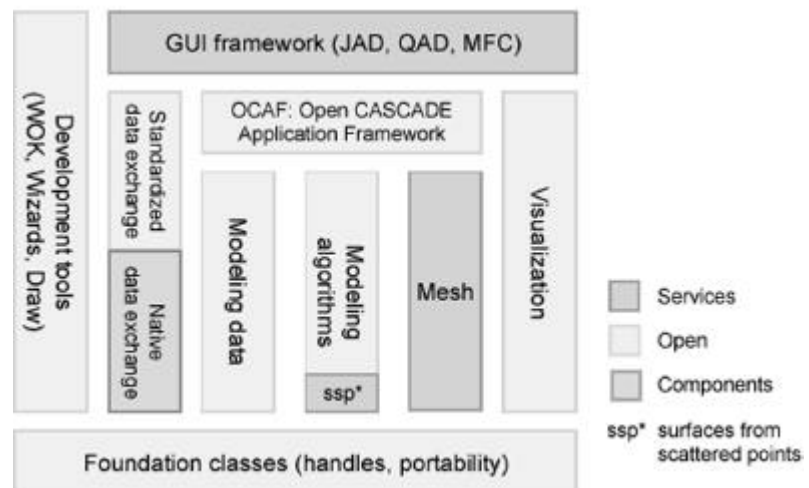 GUI framework (JAD, QAD, MFC)
Development tools
(WOK, Wizards, Draw)
Standardized
data exchange
Native
data exchange
OCAF: Open CASCADE
Application Framework
Modeling data
Modeling
algorithms
ssp*
Mesh
Visualization
Foundation classes (handles, portability)
Services
Open
Components
ssp* surfaces from
scattered points